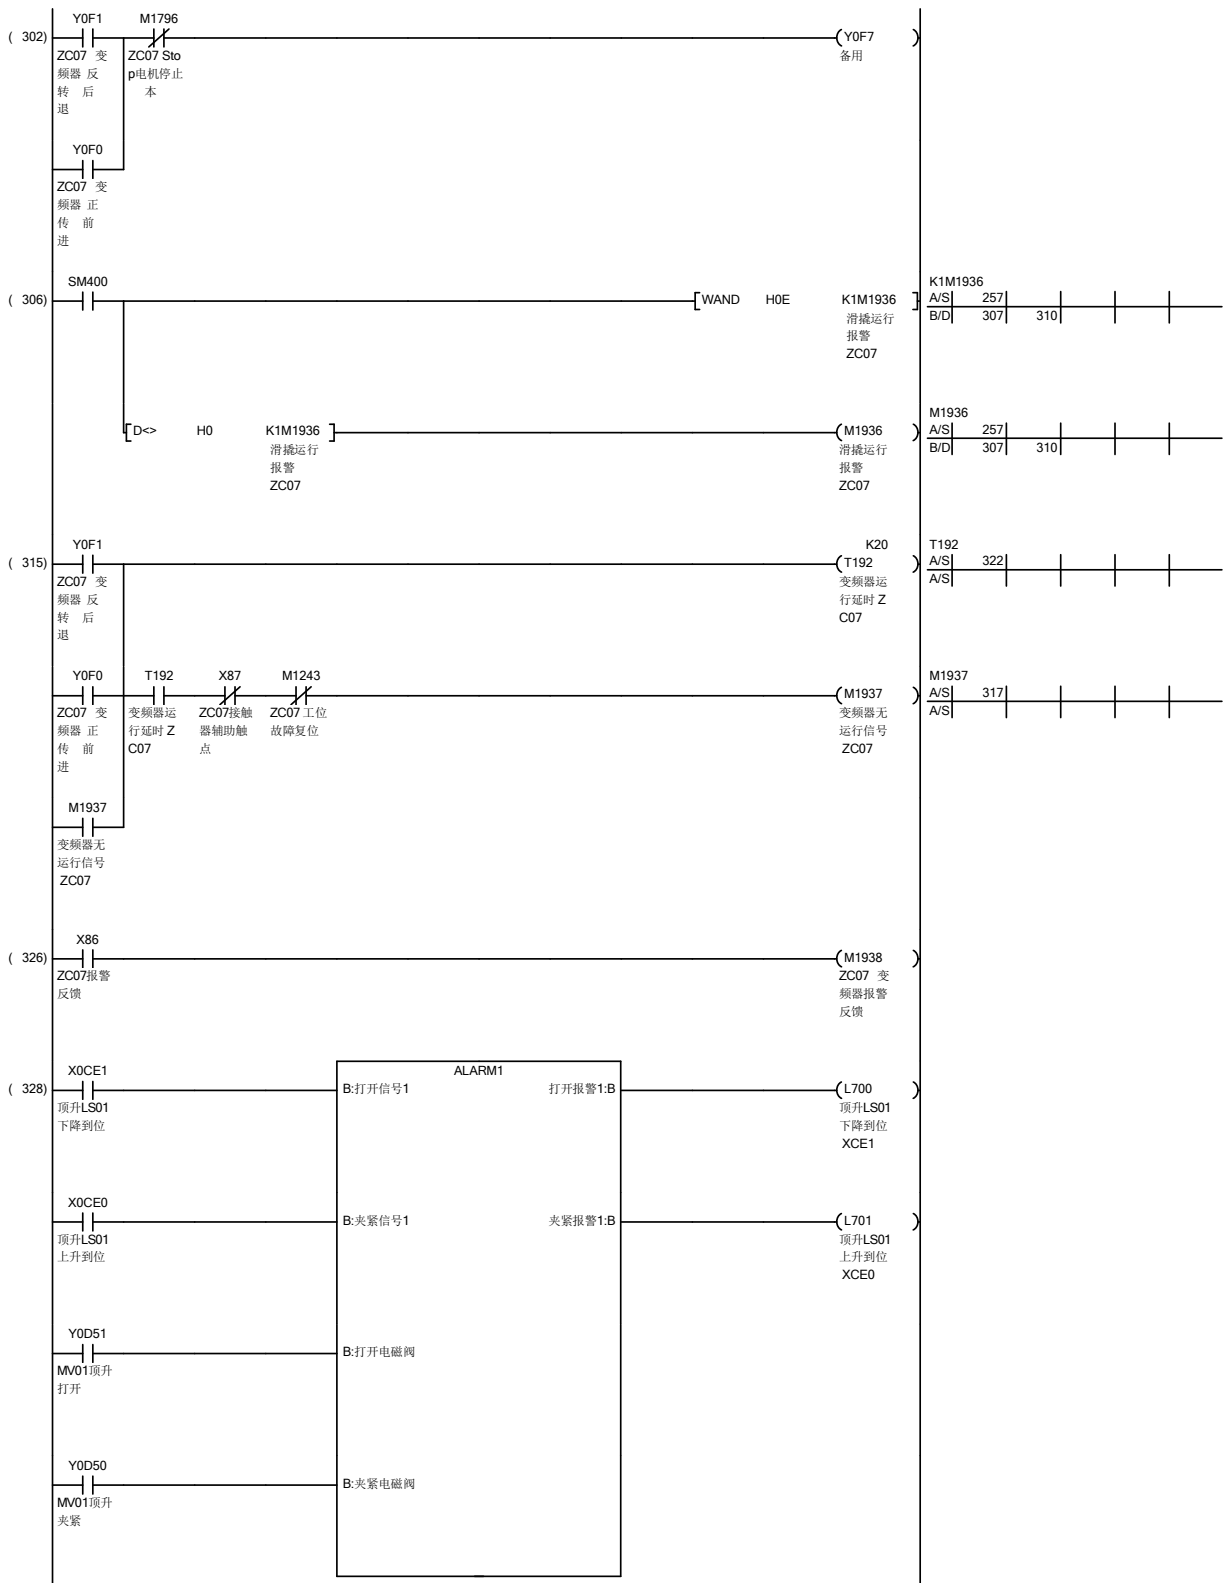 Y0F1 M1796
( 302) Y0F7
ZC07 变 ZC07 Sto 备用
频器 反 p电机停止
转 后 本
退
Y0F0
ZC07 变
频器 正
传 前
进
SM400 K1M1936
( 306) WAND H0E K1M1936 A/S 257
滑撬运行 B/D 307 310
报警
ZC07
M1936
D<> H0 K1M1936 M1936 A/S 257
滑撬运行 滑撬运行 B/D 307 310
报警 报警
ZC07 ZC07
Y0F1 K20 T192
( 315) T192 A/S 322
ZC07 变 变频器运 A/S
频器 反 行延时 Z
转 后 C07
退
Y0F0 T192 X87 M1243 M1937
M1937 A/S 317
ZC07 变 变频器运 ZC07接触 ZC07 工位 变频器无 A/S
频器 正 行延时 Z 器辅助触 故障复位 运行信号
传 前 C07 点 ZC07
进
M1937
变频器无
运行信号
ZC07
X86
( 326) M1938
ZC07报警 ZC07 变
反馈 频器报警
反馈
X0CE1 ALARM1
( 328) B:打开信号1 打开报警1:B L700
顶升LS01 顶升LS01
下降到位 下降到位
XCE1
X0CE0
B:夹紧信号1 夹紧报警1:B L701
顶升LS01 顶升LS01
上升到位 上升到位
XCE0
Y0D51
B:打开电磁阀
MV01顶升
打开
Y0D50
B:夹紧电磁阀
MV01顶升
夹紧